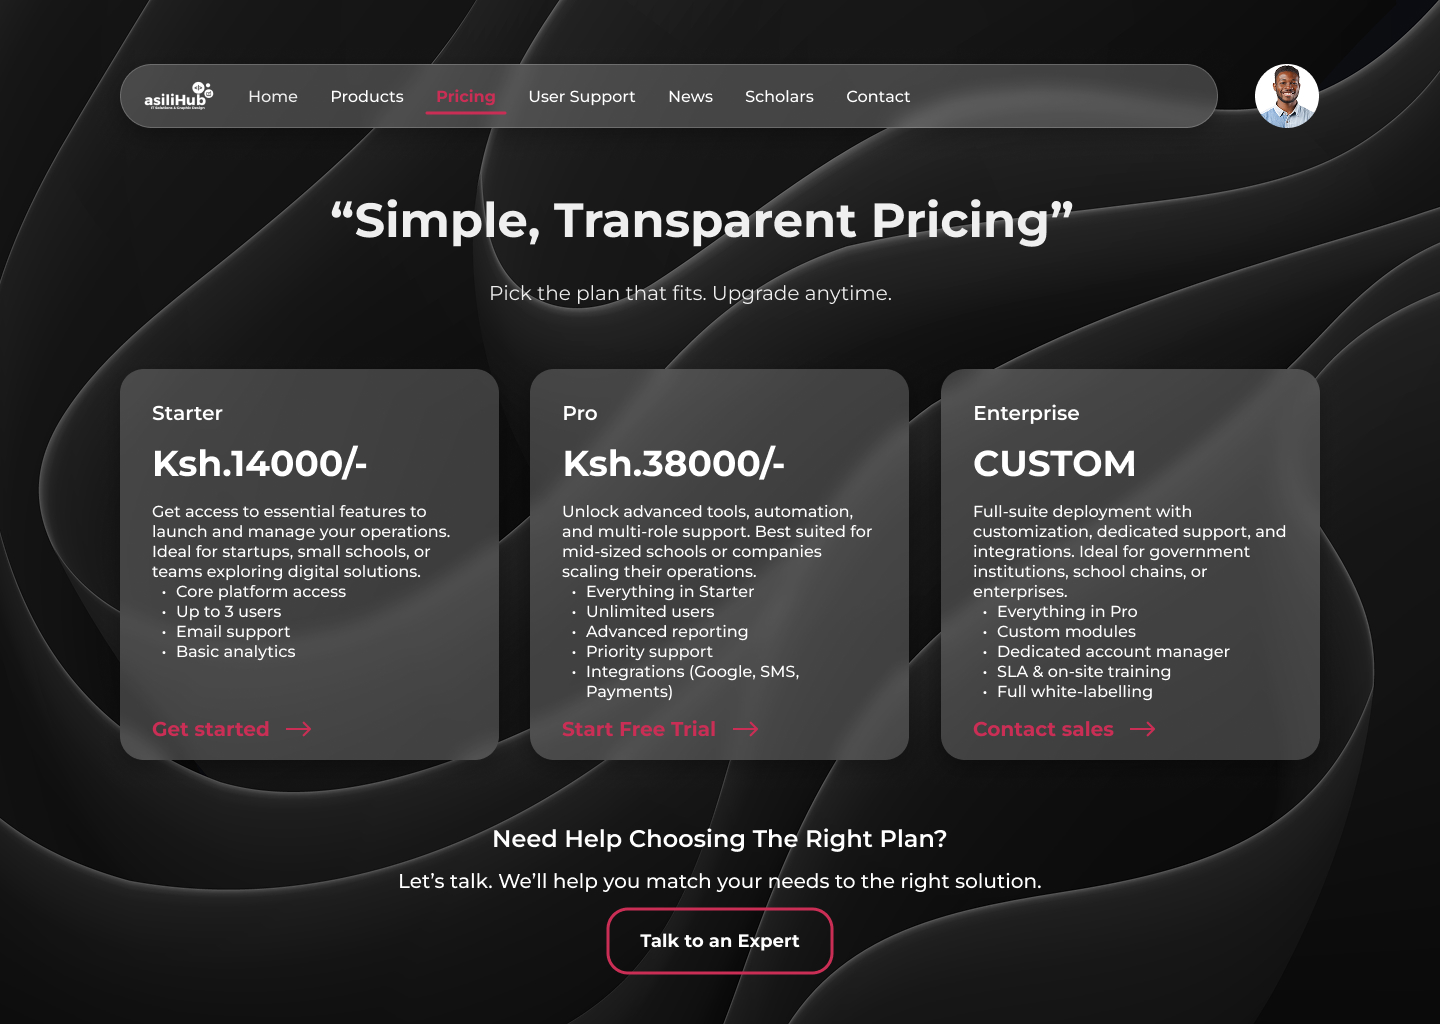 asiliHub
IT Solutions & Graphic Design
Home
Products
Pricing
User Support
News
Scholars
Contact
“Simple, Transparent Pricing”
Pick the plan that fits. Upgrade anytime.
Starter
Ksh.14000/-
Get access to essential features to
launch and manage your operations.
Ideal for startups, small schools, or
teams exploring digital solutions.
• Core platform access
• Up to 3 users
• Email support
• Basic analytics
Get started
Pro
Ksh.38000/-
Unlock advanced tools, automation,
and multi-role support. Best suited for
mid-sized schools or companies
scaling their operations.
• Everything in Starter
• Unlimited users
• Advanced reporting
• Priority support
• Integrations (Google, SMS,
Payments)
Start Free Trial
Enterprise
CUSTOM
Full-suite deployment with
customization, dedicated support, and
integrations. Ideal for government
institutions, school chains, or
enterprises.
• Everything in Pro
• Custom modules
• Dedicated account manager
• SLA & on-site training
• Full white-labelling
Contact sales
Need Help Choosing The Right Plan?
Let’s talk. We’ll help you match your needs to the right solution.
Talk to an Expert